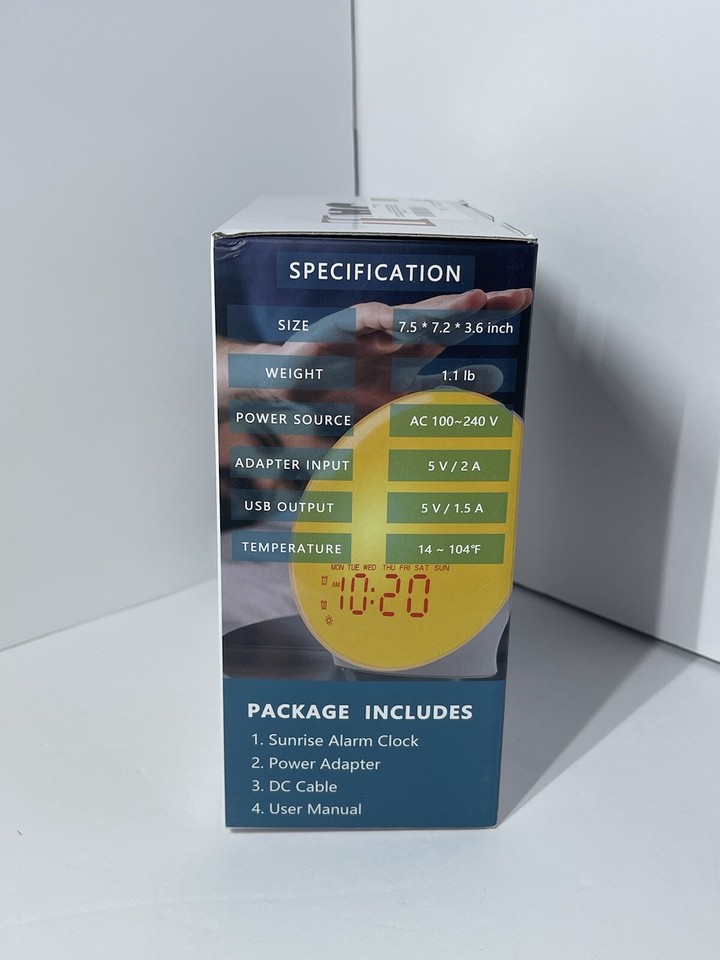 SPECIFICATION
SIZE 7.5 * 7.2 * 3.6 inch
WEIGHT 1.1 lb
POWER SOURCE AC 100~240 V
ADAPTER INPUT 5 V / 2 A
USB OUTPUT 5 V / 1.5 A
TEMPERATURE 14 ~ 104°F
MON TUE WED THU FRI SAT SUN
AM 10:20
PACKAGE INCLUDES
1. Sunrise Alarm Clock
2. Power Adapter
3. DC Cable
4. User Manual